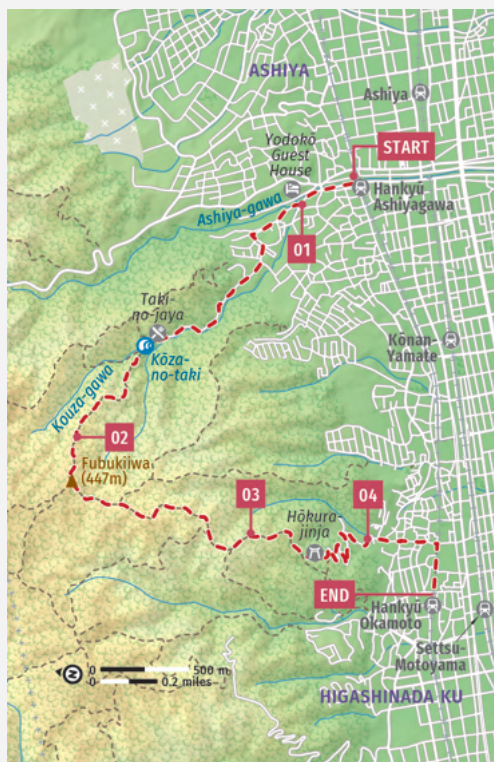 ASHIYA
Ashiya
Yodokō
Guest
House
START
Hankyū
Ashiyagawa
Ashiya-gawa
01
Taki-
no-jaya
Kōnan-
Yamate
Kōza-
no-taki
Kouza-gawa
02
Fubukiiwa
(447m)
03
04
Hōkura-
jinja
END
Hankyū
Okamoto
Settsu-
Motoyama
N
0 500 m
0 0.2 miles
HIGASHINADA KU